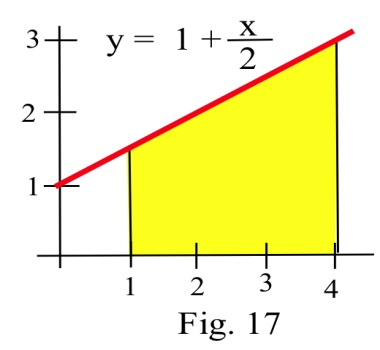 3
y = 1 + x/2
2
1
1 2 3 4
Fig. 17